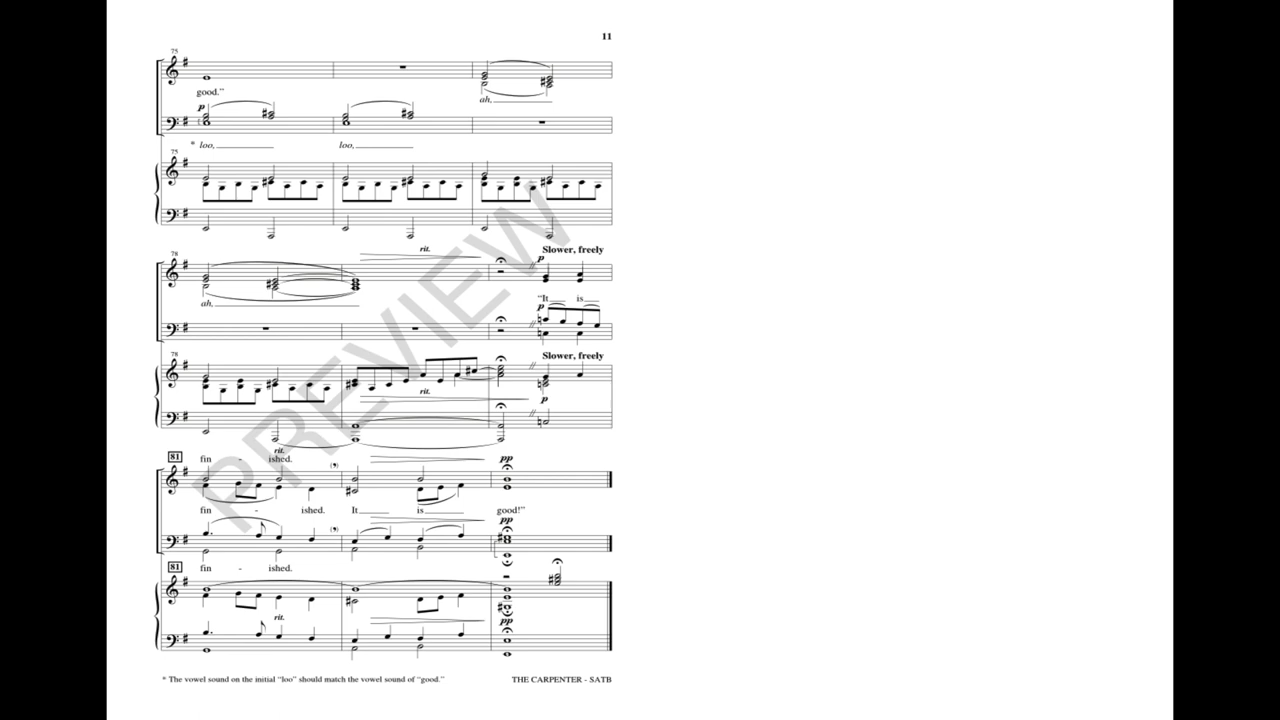 11
75
good.”
p
* loo, loo,
ah,
75
78
rit.
Slower, freely
p
ah,
“It is
p
78
Slower, freely
rit.
p
PREVIEW
rit.
81 fin - ished. pp
fin - ished. It is good!”
pp
81 fin - ished.
rit.
pp
* The vowel sound on the initial “loo” should match the vowel sound of “good.”
THE CARPENTER - SATB